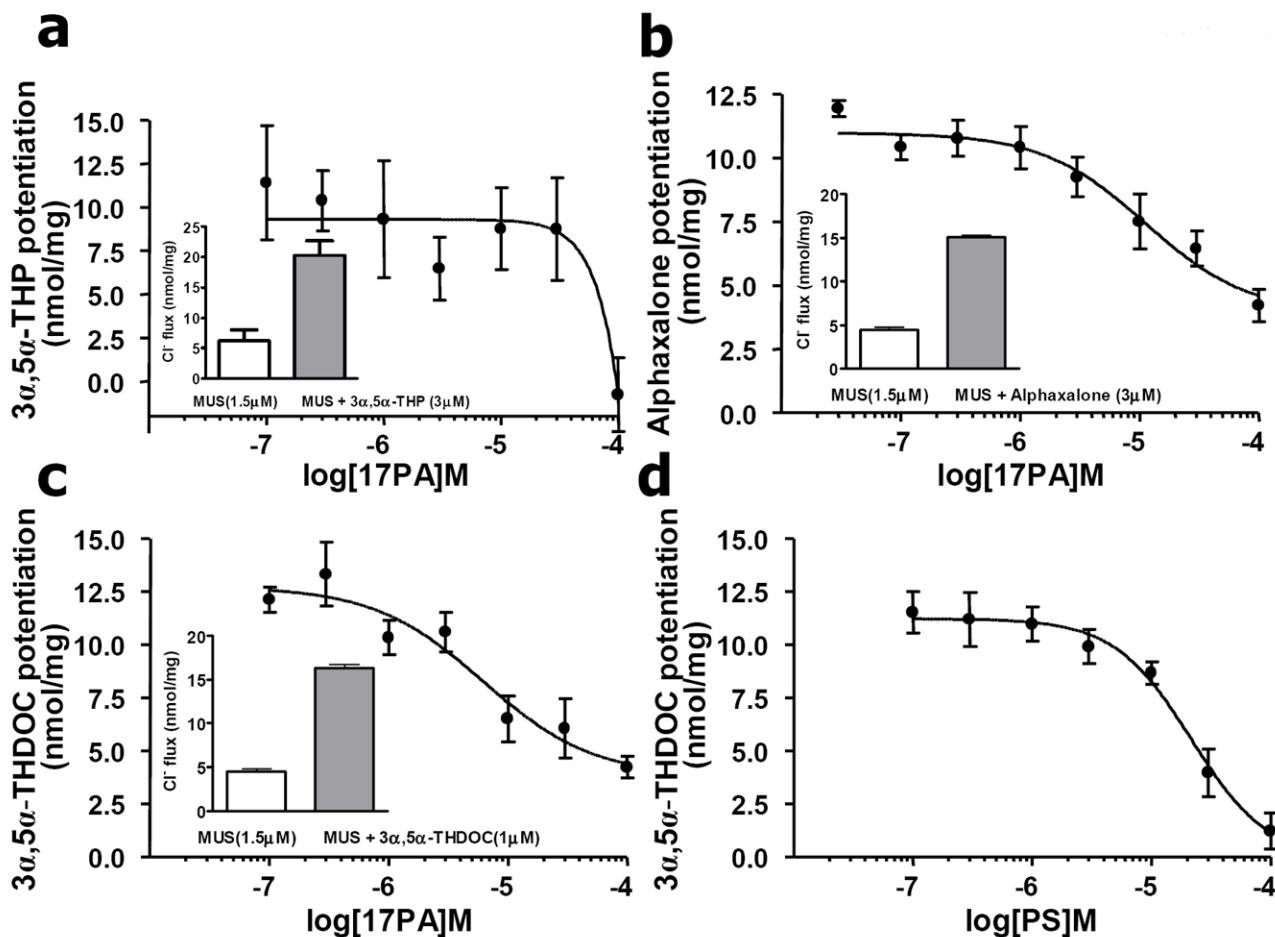 a
3α,5α-THP potentiation
(nmol/mg)
15.0
12.5
10.0
7.5
5.0
2.5
0.0
Cl⁻ flux (nmol/mg)
25
20
15
10
5
0
MUS(1.5μM) MUS + 3α,5α-THP (3μM)
-7 -6 -5 -4
log[17PA]M
b
Alphaxalone potentiation
(nmol/mg)
12.5
10.0
7.5
5.0
2.5
0.0
Cl⁻ flux (nmol/mg)
20
15
10
5
0
MUS(1.5μM) MUS + Alphaxalone (3μM)
-7 -6 -5 -4
log[17PA]M
c
3α,5α-THDOC potentiation
(nmol/mg)
15.0
12.5
10.0
7.5
5.0
2.5
0.0
Cl⁻ flux (nmol/mg)
20
15
10
5
0
MUS(1.5μM) MUS + 3α,5α-THDOC(1μM)
-7 -6 -5 -4
log[17PA]M
d
3α,5α-THDOC potentiation
(nmol/mg)
15.0
12.5
10.0
7.5
5.0
2.5
0.0
-7 -6 -5 -4
log[PS]M